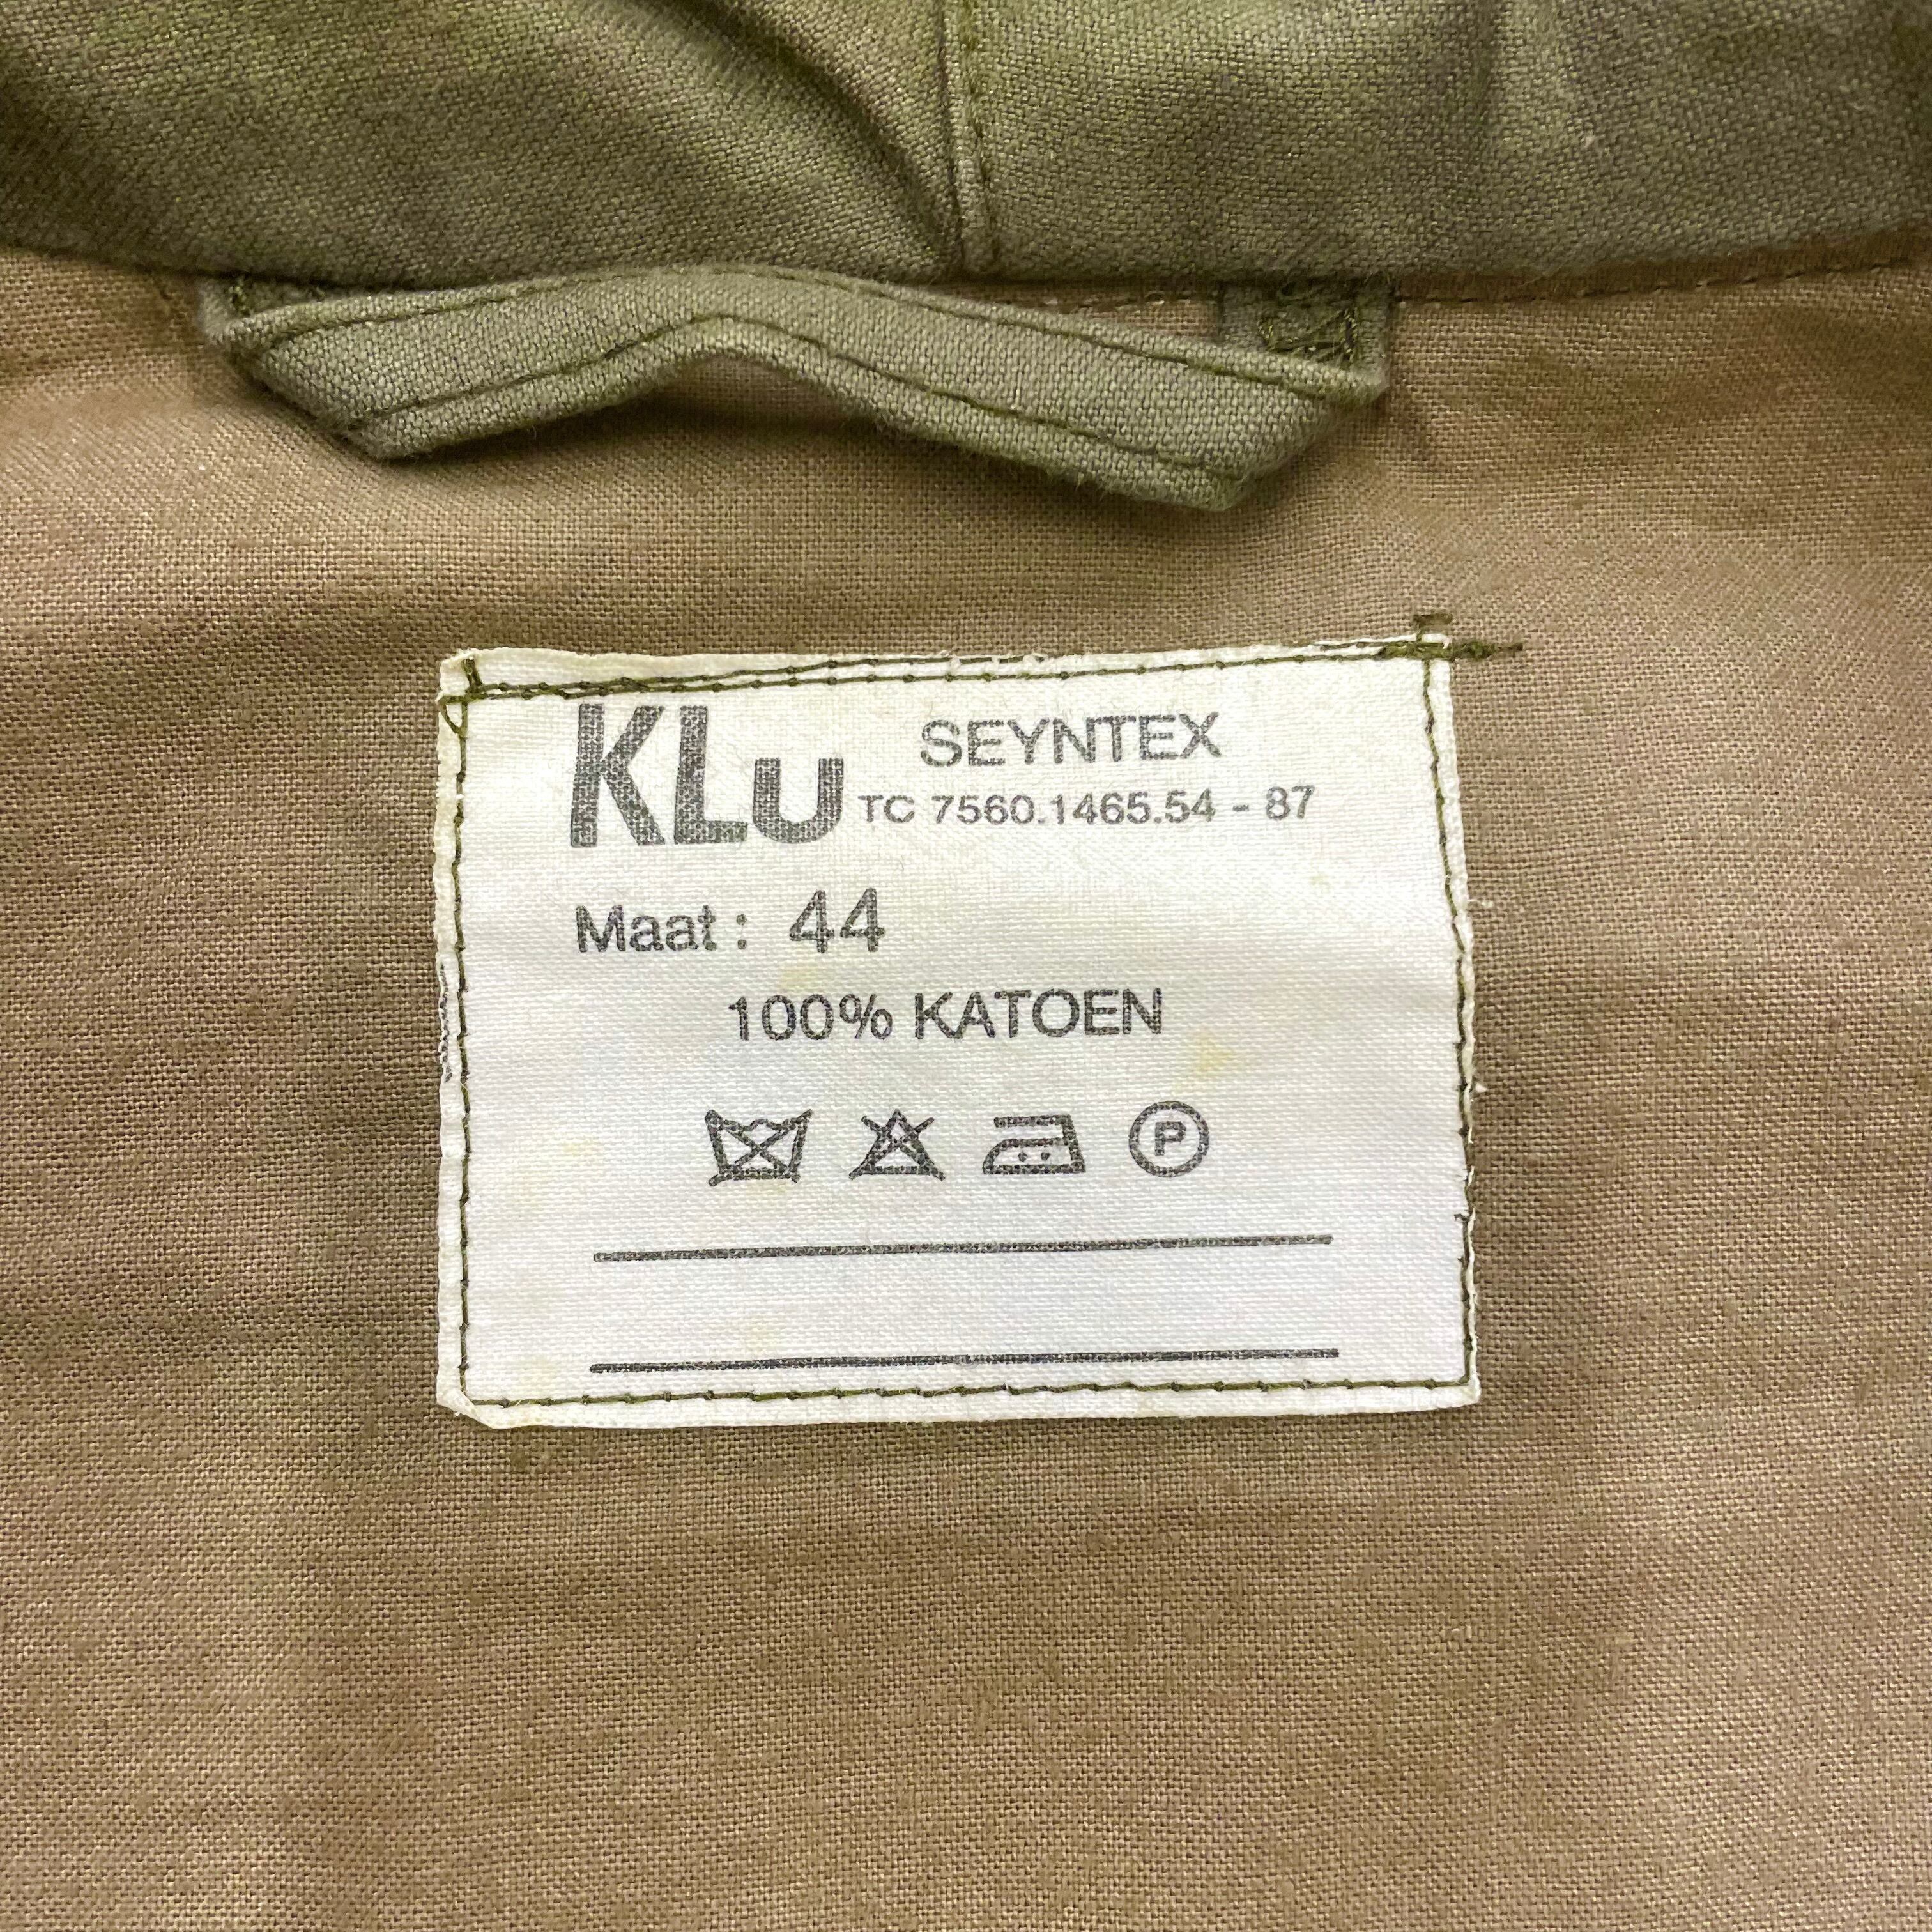 KLu SEYNTEX
TC 7560.1465.54 - 87
Maat: 44
100% KATOEN
P